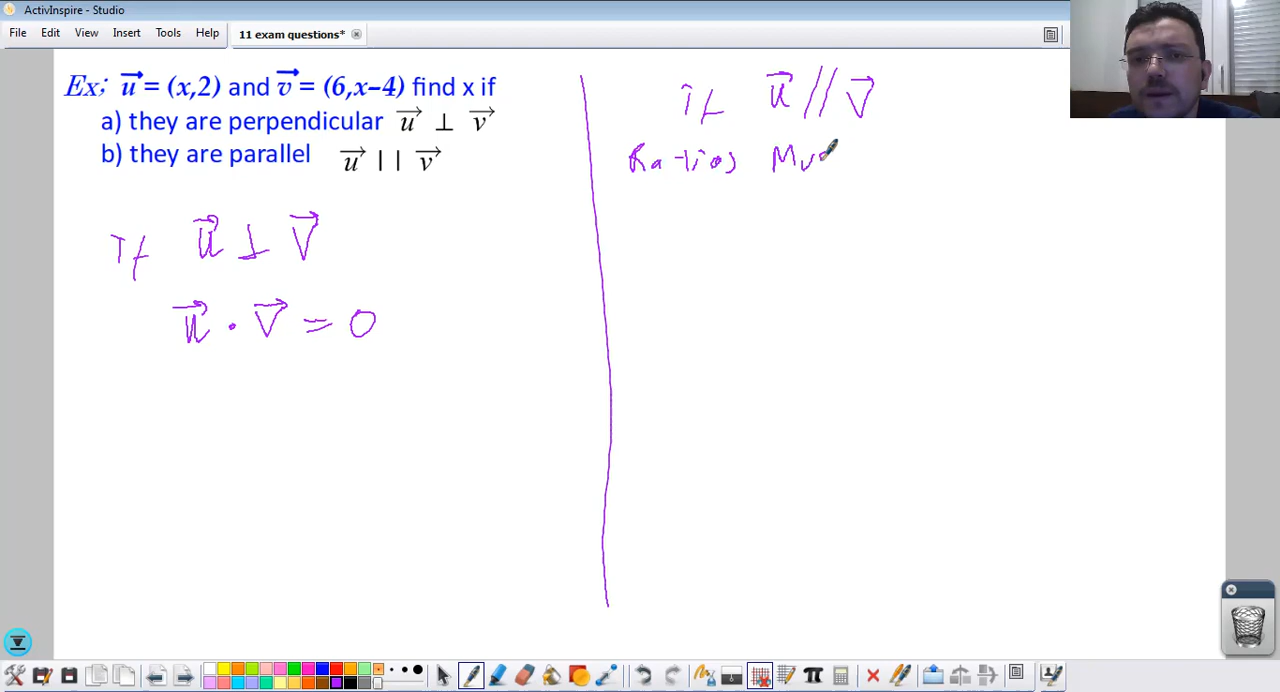 ActivInspire - Studio
File Edit View Insert Tools Help 11 exam questions*
Ex; u⃗ = (x,2) and v⃗ = (6,x-4) find x if
a) they are perpendicular u⃗ ⊥ v⃗
b) they are parallel u⃗ || v⃗
If u⃗ ⊥ v⃗
u⃗ · v⃗ = 0
If u⃗ // v⃗
Ratios